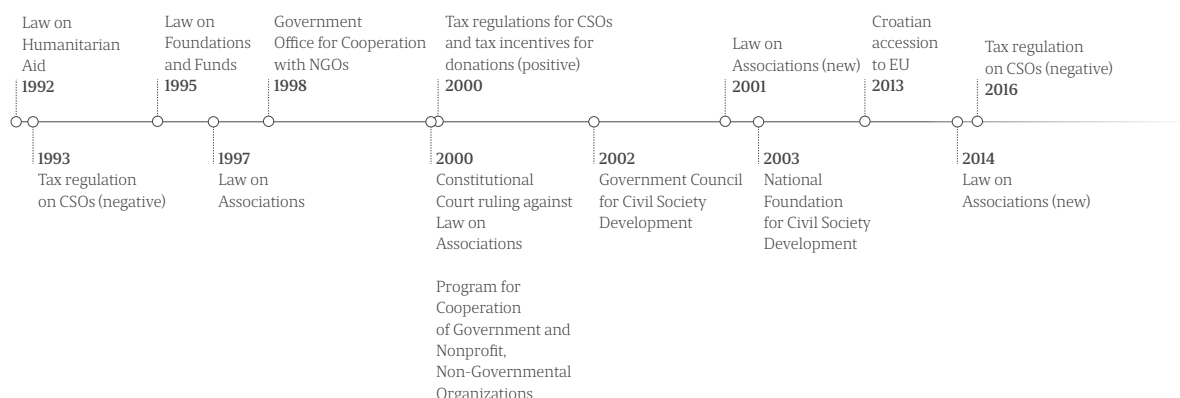 Law on
Humanitarian
Aid
1992
Law on
Foundations
and Funds
1995
Government
Office for Cooperation
with NGOs
1998
Tax regulations for CSOs
and tax incentives for
donations (positive)
2000
Law on
Associations (new)
2001
Croatian
accession
to EU
2013
Tax regulation
on CSOs (negative)
2016
1993
Tax regulation
on CSOs (negative)
1997
Law on
Associations
2000
Constitutional
Court ruling against
Law on
Associations
Program for
Cooperation
of Government and
Nonprofit,
Non-Governmental
Organizations
2002
Government Council
for Civil Society
Development
2003
National
Foundation
for Civil Society
Development
2014
Law on
Associations (new)